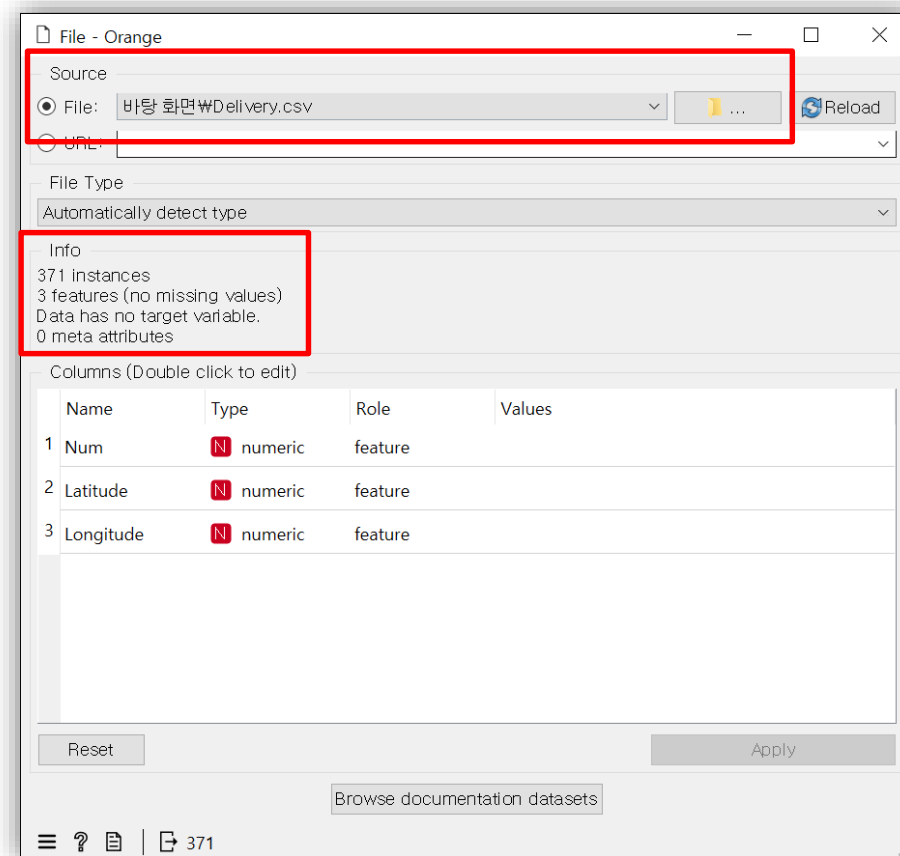 File - Orange
Source
File: 바탕 화면₩Delivery.csv ... Reload
URL:
File Type
Automatically detect type
Info
371 instances
3 features (no missing values)
Data has no target variable.
0 meta attributes
Columns (Double click to edit)
Name Type Role Values
1 Num N numeric feature
2 Latitude N numeric feature
3 Longitude N numeric feature
Reset Apply
Browse documentation datasets
? 371